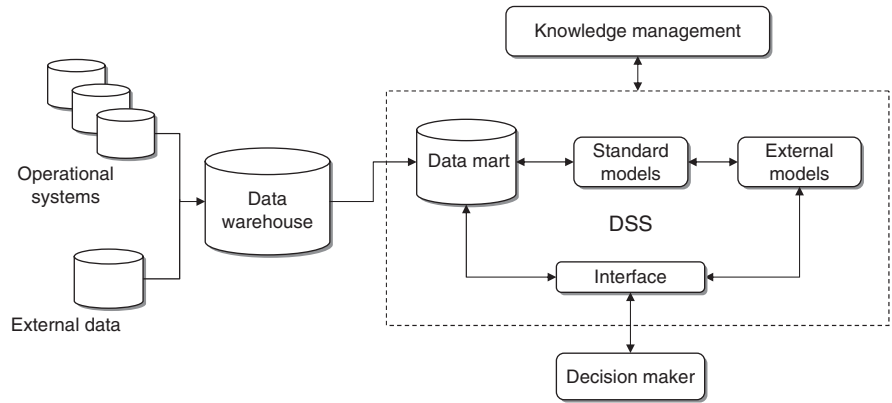 Knowledge management
Operational
systems
Data
warehouse
Data mart
Standard
models
External
models
DSS
Interface
External data
Decision maker